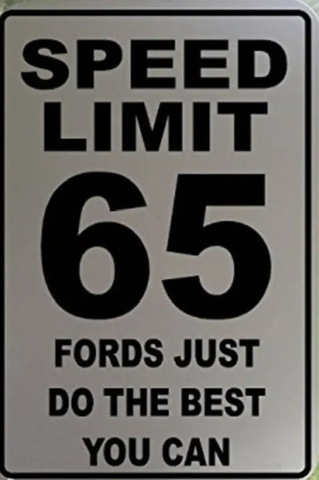 SPEED
LIMIT
65
FORDS JUST
DO THE BEST
YOU CAN